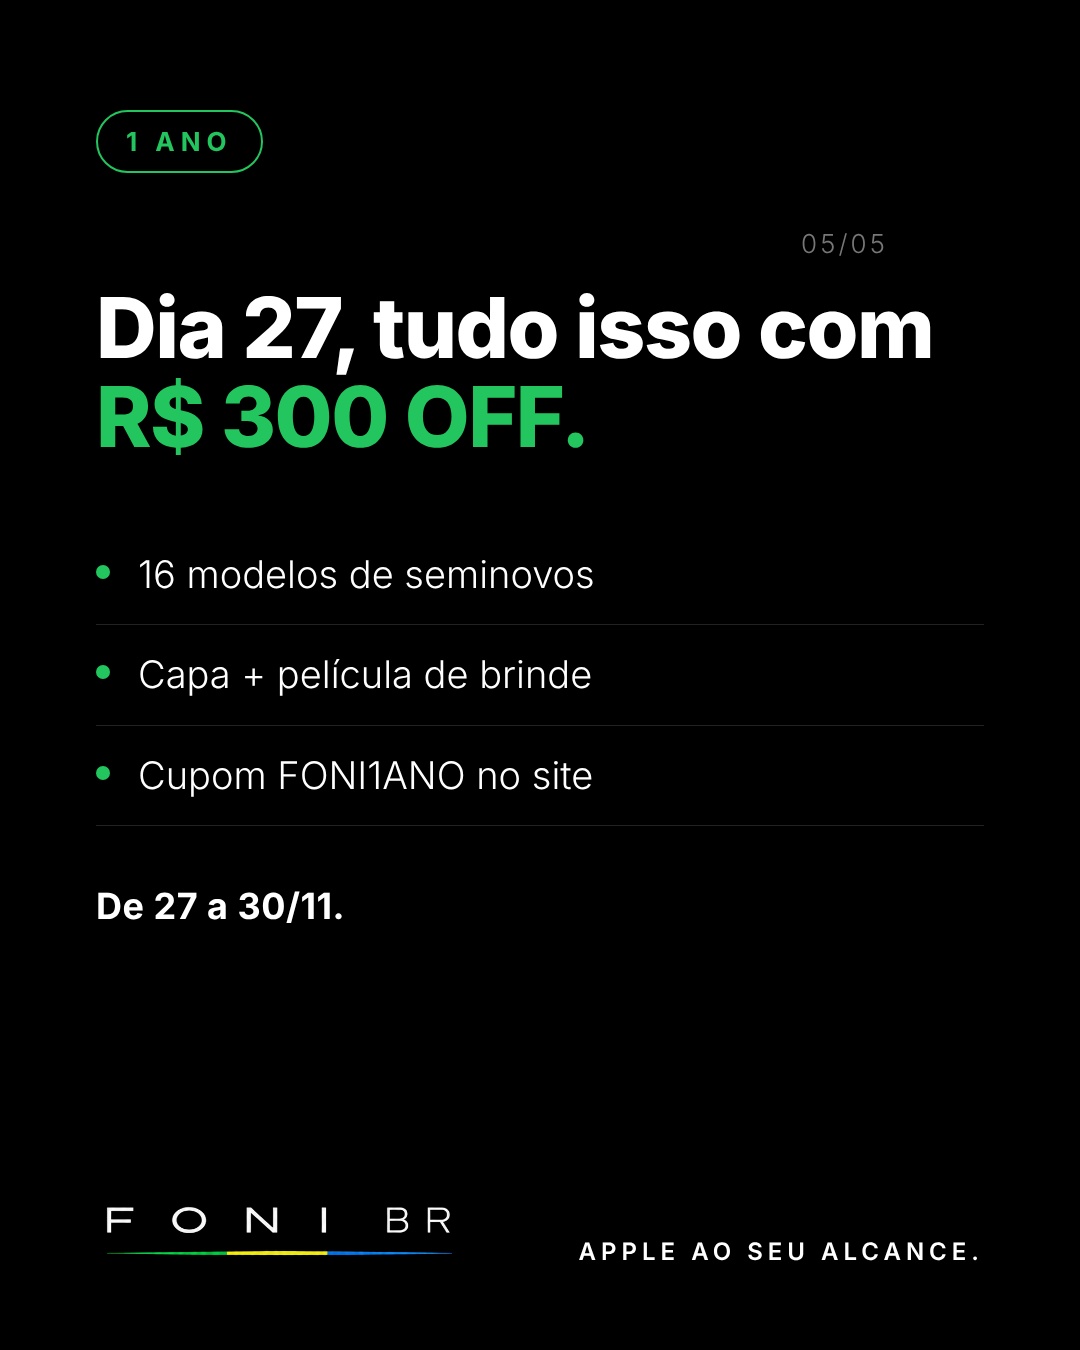 1 ANO
05/05
Dia 27, tudo isso com
R$ 300 OFF.
16 modelos de seminovos
Capa + película de brinde
Cupom FONI1ANO no site
De 27 a 30/11.
FONI BR
APPLE AO SEU ALCANCE.